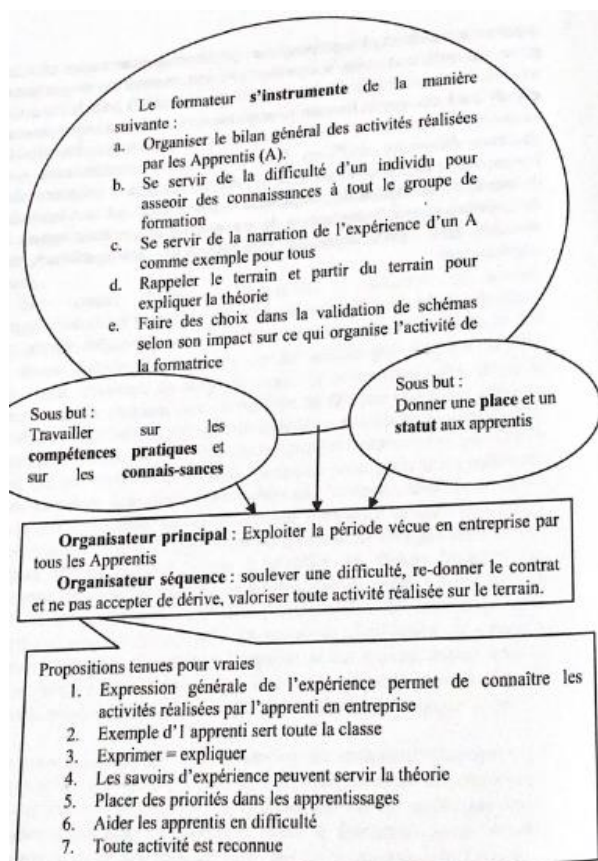 Le formateur s'instrumente de la manière
suivante :
a. Organiser le bilan général des activités réalisées
par les Apprentis (A).
b. Se servir de la difficulté d'un individu pour
asseoir des connaissances à tout le groupe de
formation
c. Se servir de la narration de l'expérience d'un A
comme exemple pour tous
d. Rappeler le terrain et partir du terrain pour
expliquer la théorie
e. Faire des choix dans la validation de schémas
selon son impact sur ce qui organise l'activité de
la formatrice
Sous but :
Travailler sur les
compétences pratiques et
sur les connais-sances
Sous but :
Donner une place et un
statut aux apprentis
Organisateur principal : Exploiter la période vécue en entreprise par
tous les Apprentis
Organisateur séquence : soulever une difficulté, re-donner le contrat
et ne pas accepter de dérive, valoriser toute activité réalisée sur le terrain.
Propositions tenues pour vraies
1. Expression générale de l'expérience permet de connaître les
activités réalisées par l'apprenti en entreprise
2. Exemple d'1 apprenti sert toute la classe
3. Exprimer = expliquer
4. Les savoirs d'expérience peuvent servir la théorie
5. Placer des priorités dans les apprentissages
6. Aider les apprentis en difficulté
7. Toute activité est reconnue